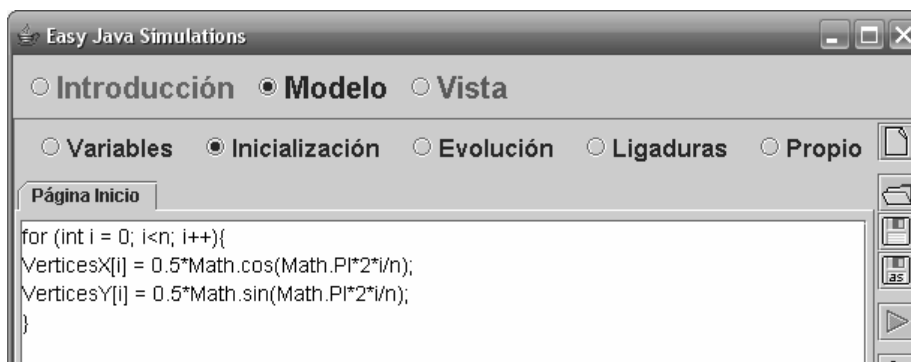 Easy Java Simulations
Introducción Modelo Vista
Variables Inicialización Evolución Ligaduras Propio
Página Inicio
for (int i = 0; i<n; i++){
VerticesX[i] = 0.5*Math.cos(Math.PI*2*i/n);
VerticesY[i] = 0.5*Math.sin(Math.PI*2*i/n);
}
as